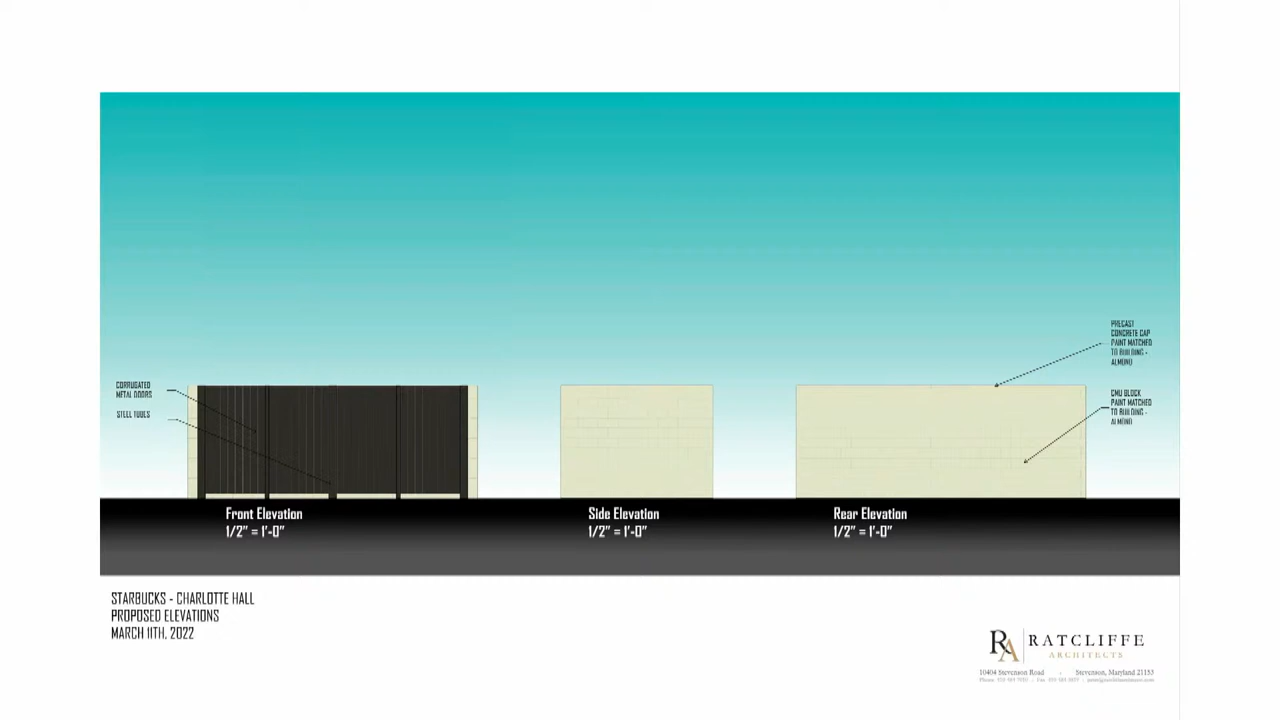 PRECAST
CONCRETE CAP
PAINT MATCHED
TO BUILDING -
ALMOND
CORRUGATED
METAL DOORS
STEEL TUBES
CMU BLOCK
PAINT MATCHED
TO BUILDING -
ALMOND
Front Elevation
1/2" = 1'-0"
Side Elevation
1/2" = 1'-0"
Rear Elevation
1/2" = 1'-0"
STARBUCKS - CHARLOTTE HALL
PROPOSED ELEVATIONS
MARCH 11TH, 2022
RA RATCLIFFE
ARCHITECTS
10404 Stevenson Road - Stevenson, Maryland 21153